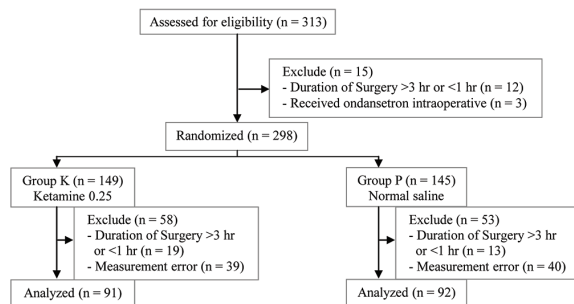 Assessed for eligibility (n = 313)
Exclude (n = 15)
- Duration of Surgery >3 hr or <1 hr (n = 12)
- Received ondansetron intraoperative (n = 3)
Randomized (n = 298)
Group K (n = 149)
Ketamine 0.25
Exclude (n = 58)
- Duration of Surgery >3 hr
or <1 hr (n = 19)
- Measurement error (n = 39)
Analyzed (n = 91)
Group P (n = 145)
Normal saline
Exclude (n = 53)
- Duration of Surgery >3 hr
or <1 hr (n = 13)
- Measurement error (n = 40)
Analyzed (n = 92)